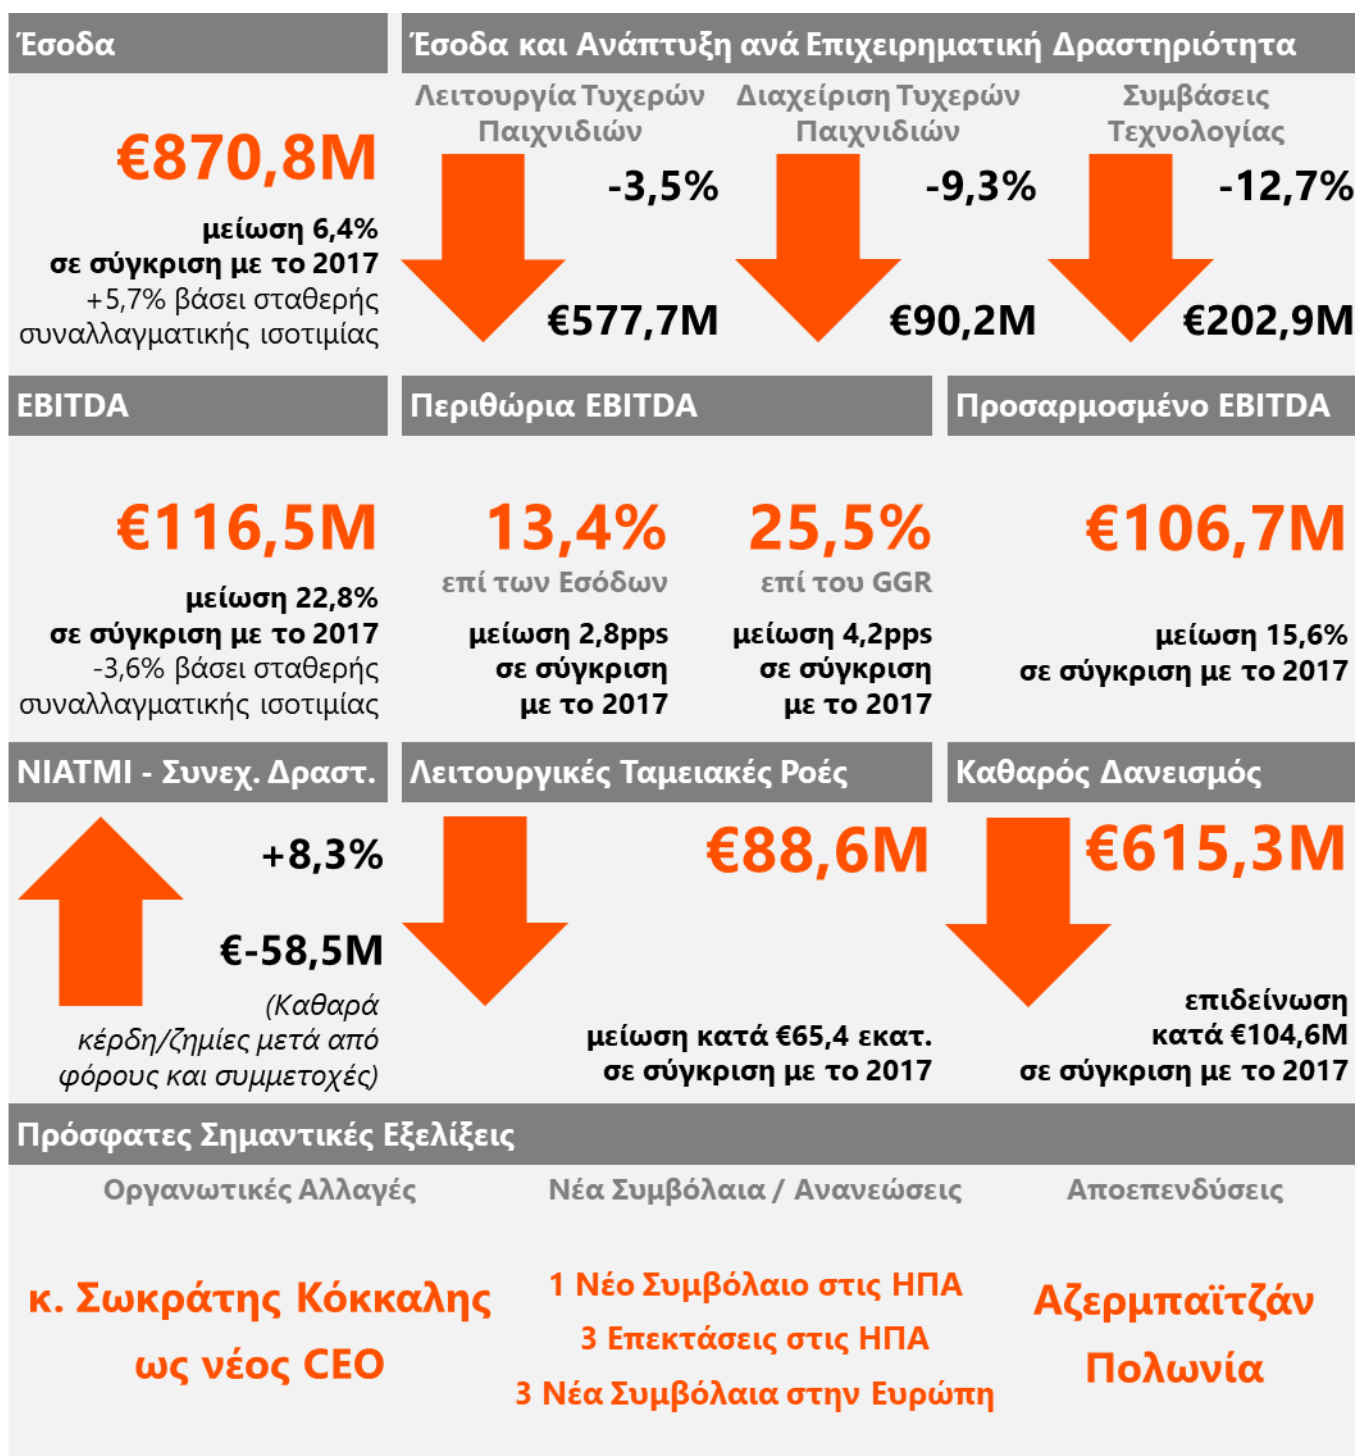 Έσοδα
€870,8M
μείωση 6,4%
σε σύγκριση με το 2017
+5,7% βάσει σταθερής
συναλλαγματικής ισοτιμίας
Έσοδα και Ανάπτυξη ανά Επιχειρηματική Δραστηριότητα
Λειτουργία Τυχερών
Παιχνιδιών
-3,5%
€577,7M
Διαχείριση Τυχερών
Παιχνιδιών
-9,3%
€90,2M
Συμβάσεις
Τεχνολογίας
-12,7%
€202,9M
EBITDA
€116,5M
μείωση 22,8%
σε σύγκριση με το 2017
-3,6% βάσει σταθερής
συναλλαγματικής ισοτιμίας
Περιθώρια EBITDA
13,4%
επί των Εσόδων
μείωση 2,8pps
σε σύγκριση
με το 2017
25,5%
επί του GGR
μείωση 4,2pps
σε σύγκριση
με το 2017
Προσαρμοσμένο EBITDA
€106,7M
μείωση 15,6%
σε σύγκριση με το 2017
NIATMI - Συνεχ. Δραστ.
+8,3%
€-58,5M
(Καθαρά
κέρδη/ζημίες μετά από
φόρους και συμμετοχές)
Λειτουργικές Ταμειακές Ροές
€88,6M
μείωση κατά €65,4 εκατ.
σε σύγκριση με το 2017
Καθαρός Δανεισμός
€615,3M
επιδείνωση
κατά €104,6M
σε σύγκριση με το 2017
Πρόσφατες Σημαντικές Εξελίξεις
Οργανωτικές Αλλαγές
κ. Σωκράτης Κόκκαλης
ως νέος CEO
Νέα Συμβόλαια / Ανανεώσεις
1 Νέο Συμβόλαιο στις ΗΠΑ
3 Επεκτάσεις στις ΗΠΑ
3 Νέα Συμβόλαια στην Ευρώπη
Αποεπενδύσεις
Αζερμπαϊτζάν
Πολωνία